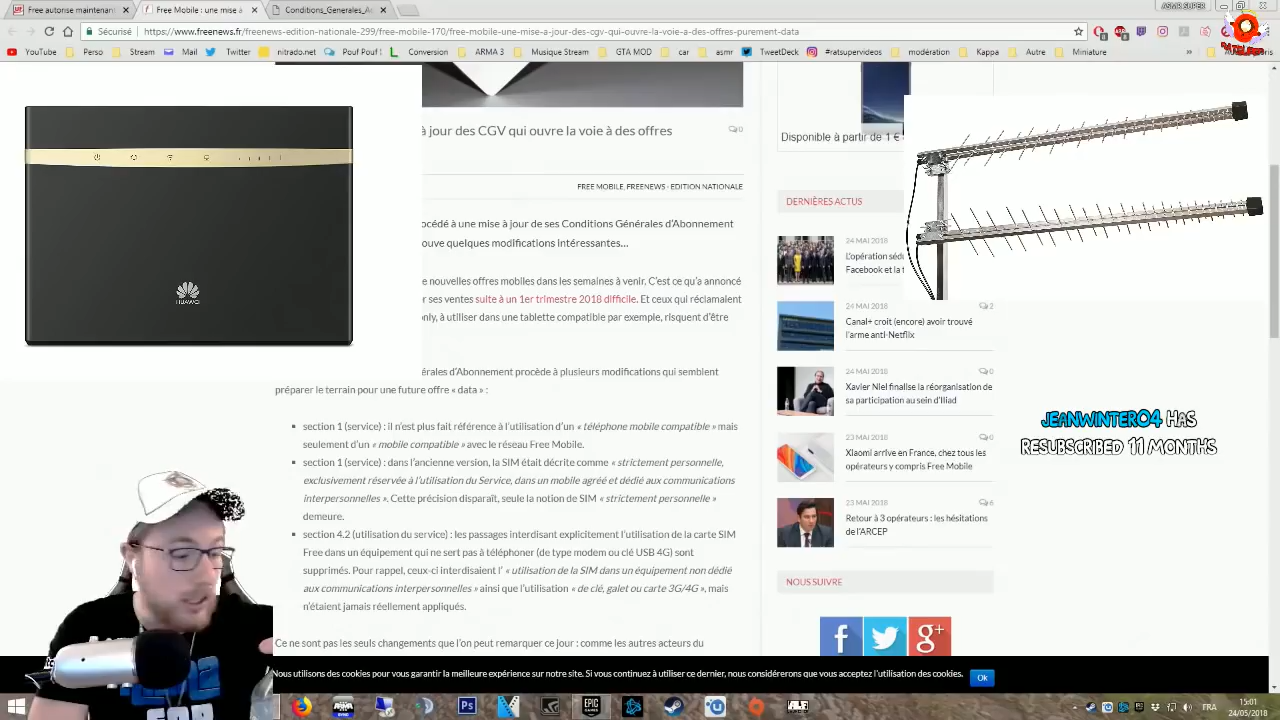 Free autorise maintenan
Free Mobile : une mise à
Conditions_Ac
Sécurisé
https://www.freenews.fr/freenews-edition-nationale-299/free-mobile-170/free-mobile-une-mise-a-jour-des-cgv-qui-ouvre-la-voie-a-des-offres-purement-data
YouTube Perso Stream Mail Twitter nitrado.net Pouf Pouf Conversion ARMA 3 Musique Stream GTA MOD car asmr TweetDeck Patsupervideos modération Kappa Miniature Games
à jour des CGV qui ouvre la voie à des offres
0
FREE MOBILE, FREENEWS - EDITION NATIONALE
océdé à une mise à jour de ses Conditions Générales d'Abonnement
ouve quelques modifications intéressantes…
e nouvelles offres mobiles dans les semaines à venir. C'est ce qu'a annoncé
r ses ventes suite à un 1er trimestre 2018 difficile. Et ceux qui réclamaient
only, à utiliser dans une tablette compatible par exemple, risquent d'être
érales d'Abonnement procède à plusieurs modifications qui semblent
préparer le terrain pour une future offre « data » :
section 1 (service) : il n'est plus fait référence à l'utilisation d'un « téléphone mobile compatible » mais
seulement d'un « mobile compatible » avec le réseau Free Mobile.
section 1 (service) : dans l'ancienne version, la SIM était décrite comme « strictement personnelle,
exclusivement réservée à l'utilisation du Service, dans un mobile agréé et dédié aux communications
interpersonnelles ». Cette précision disparaît, seule la notion de SIM « strictement personnelle »
demeure.
section 4.2 (utilisation du service) : les passages interdisant explicitement l'utilisation de la carte SIM
Free dans un équipement qui ne sert pas à téléphoner (de type modem ou clé USB 4G) sont
supprimés. Pour rappel, ceux-ci interdisaient l' « utilisation de la SIM dans un équipement non dédié
aux communications interpersonnelles » ainsi que l'utilisation « de clé, galet ou carte 3G/4G », mais
n'étaient jamais réellement appliqués.
Ce ne sont pas les seuls changements que l'on peut remarquer ce jour : comme les autres acteurs du
HUAWEI
Disponible à partir de 1 €
DERNIÈRES ACTUS
24 MAI 2018
L'opération sédu
Facebook et la t
24 MAI 2018
2
Canal+ croit (encore) avoir trouvé
l'arme anti-Netflix
24 MAI 2018
0
Xavier Niel finalise la réorganisation de
sa participation au sein d'Iliad
23 MAI 2018
0
Xiaomi arrive en France, chez tous les
opérateurs y compris Free Mobile
23 MAI 2018
6
Retour à 3 opérateurs : les hésitations
de l'ARCEP
NOUS SUIVRE
JEANWINTER04 HAS
RESUBSCRIBED 11 MONTHS
Nous utilisons des cookies pour vous garantir la meilleure expérience sur notre site. Si vous continuez à utiliser ce dernier, nous considérerons que vous acceptez l'utilisation des cookies.
Ok
FRC
15:01
24/05/2018